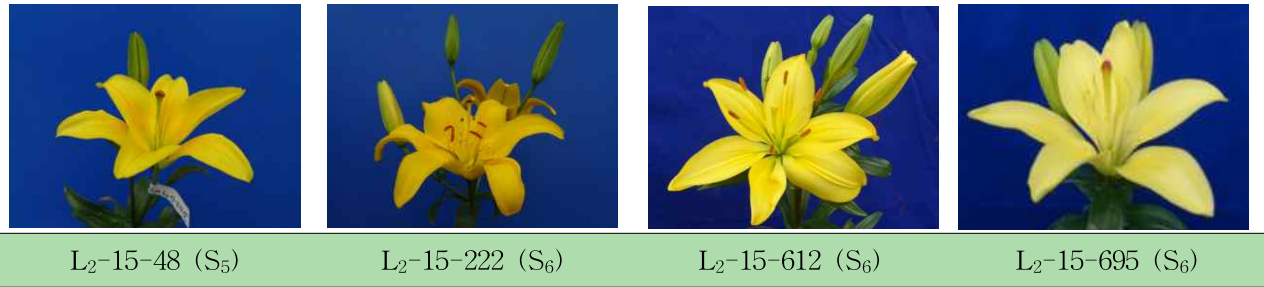 L₂-15-48 (S₅) L₂-15-222 (S₆) L₂-15-612 (S₆) L₂-15-695 (S₆)